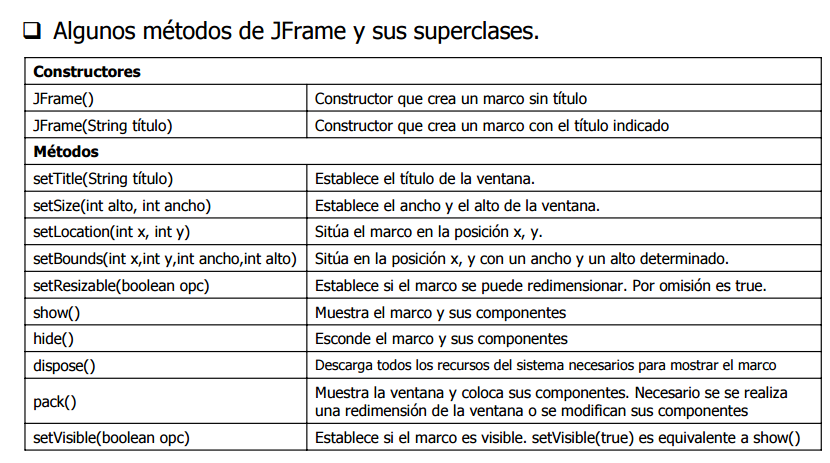 ❑ Algunos métodos de JFrame y sus superclases.
Constructores
JFrame() Constructor que crea un marco sin título
JFrame(String título) Constructor que crea un marco con el título indicado
Métodos
setTitle(String título) Establece el título de la ventana.
setSize(int alto, int ancho) Establece el ancho y el alto de la ventana.
setLocation(int x, int y) Sitúa el marco en la posición x, y.
setBounds(int x,int y,int ancho,int alto) Sitúa en la posición x, y con un ancho y un alto determinado.
setResizable(boolean opc) Establece si el marco se puede redimensionar. Por omisión es true.
show() Muestra el marco y sus componentes
hide() Esconde el marco y sus componentes
dispose() Descarga todos los recursos del sistema necesarios para mostrar el marco
pack() Muestra la ventana y coloca sus componentes. Necesario se se realiza
una redimensión de la ventana o se modifican sus componentes
setVisible(boolean opc) Establece si el marco es visible. setVisible(true) es equivalente a show()